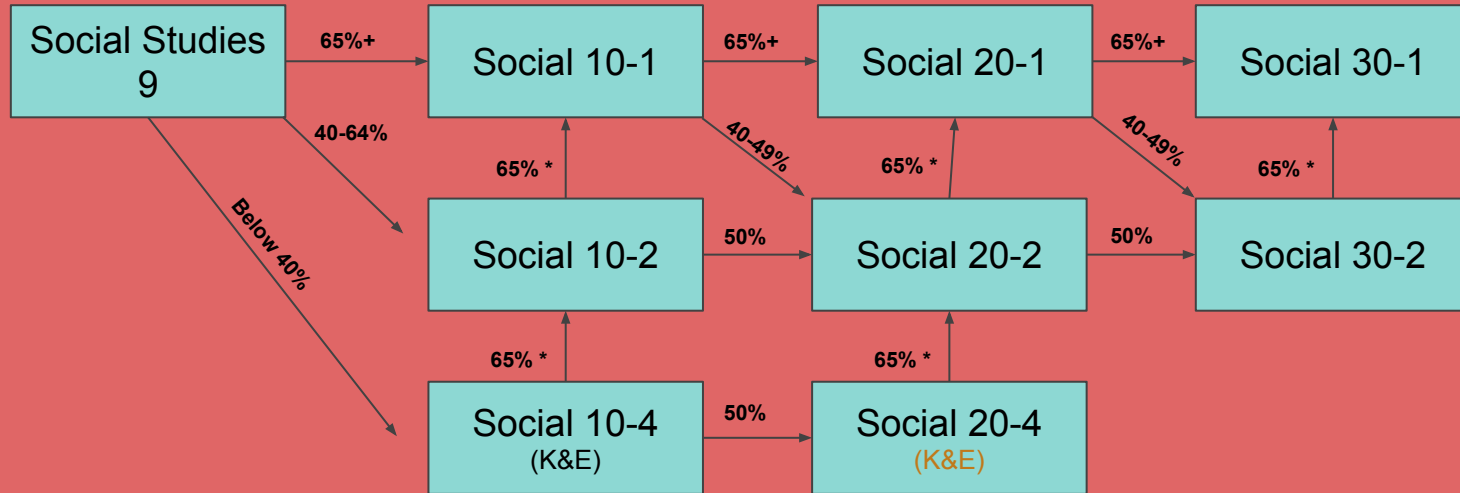 Social Studies
9
65%+
Social 10-1
65%+
Social 20-1
65%+
Social 30-1
40-64%
40-49%
40-49%
65% *
65% *
65% *
Below 40%
Social 10-2
50%
Social 20-2
50%
Social 30-2
65% *
65% *
Social 10-4
(K&E)
50%
Social 20-4
(K&E)